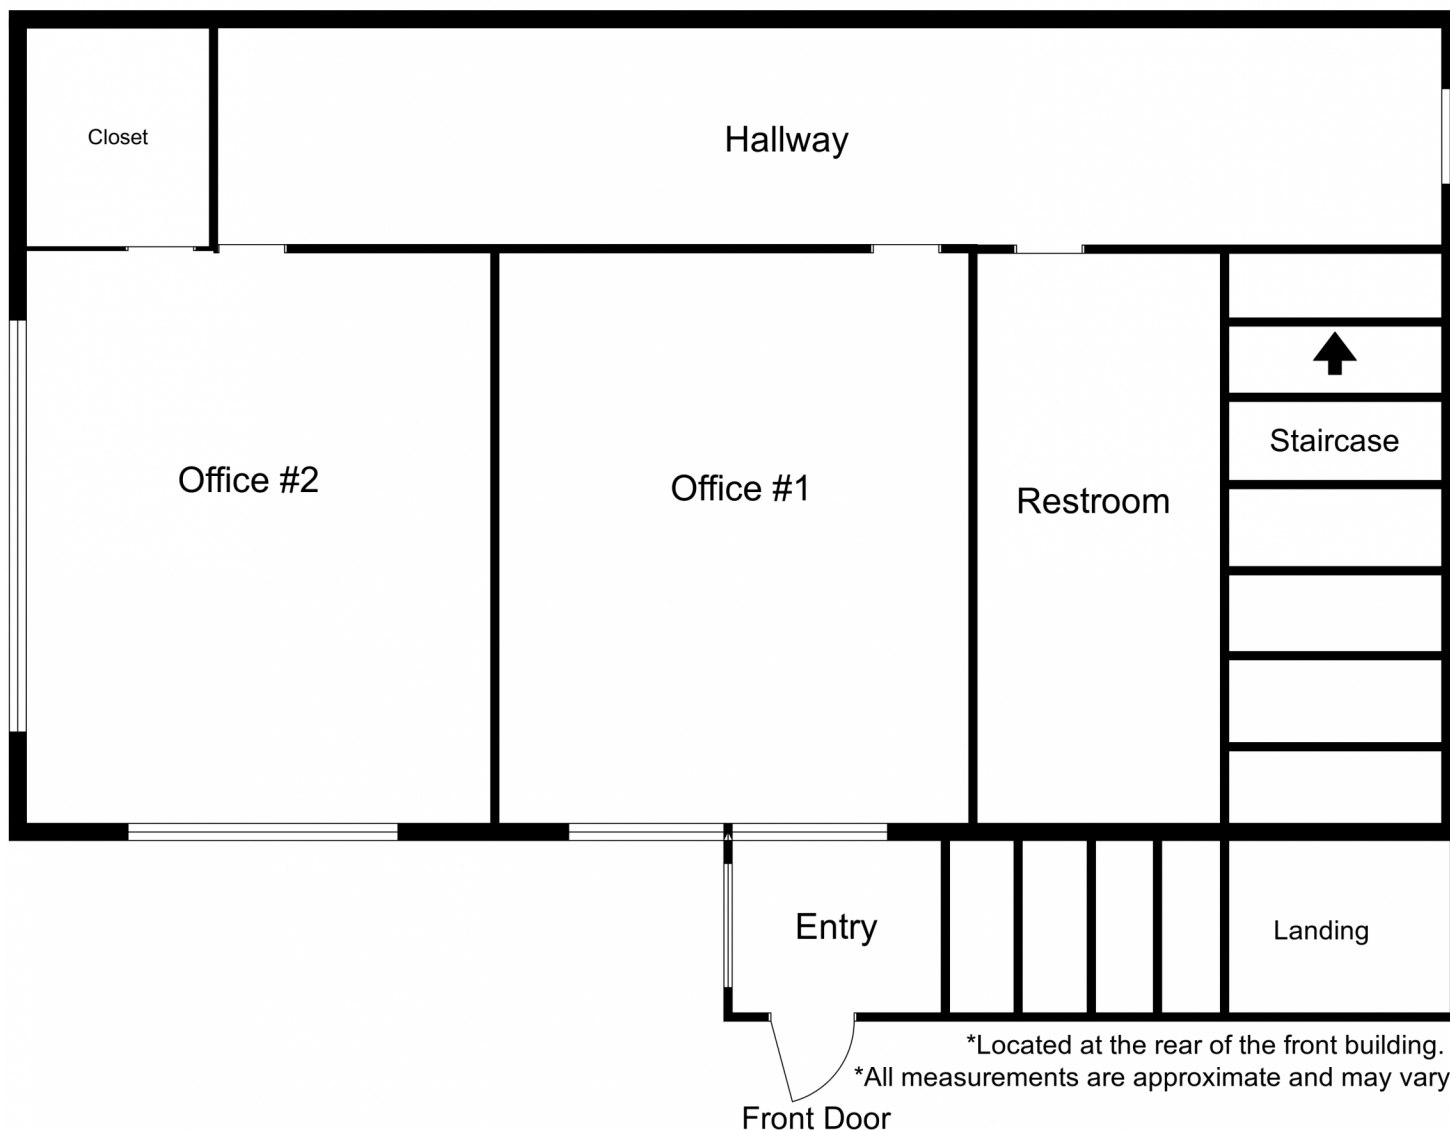 Closet
Hallway
Office #2
Office #1
Restroom
Staircase
Entry
Landing
*Located at the rear of the front building.
*All measurements are approximate and may vary
Front Door